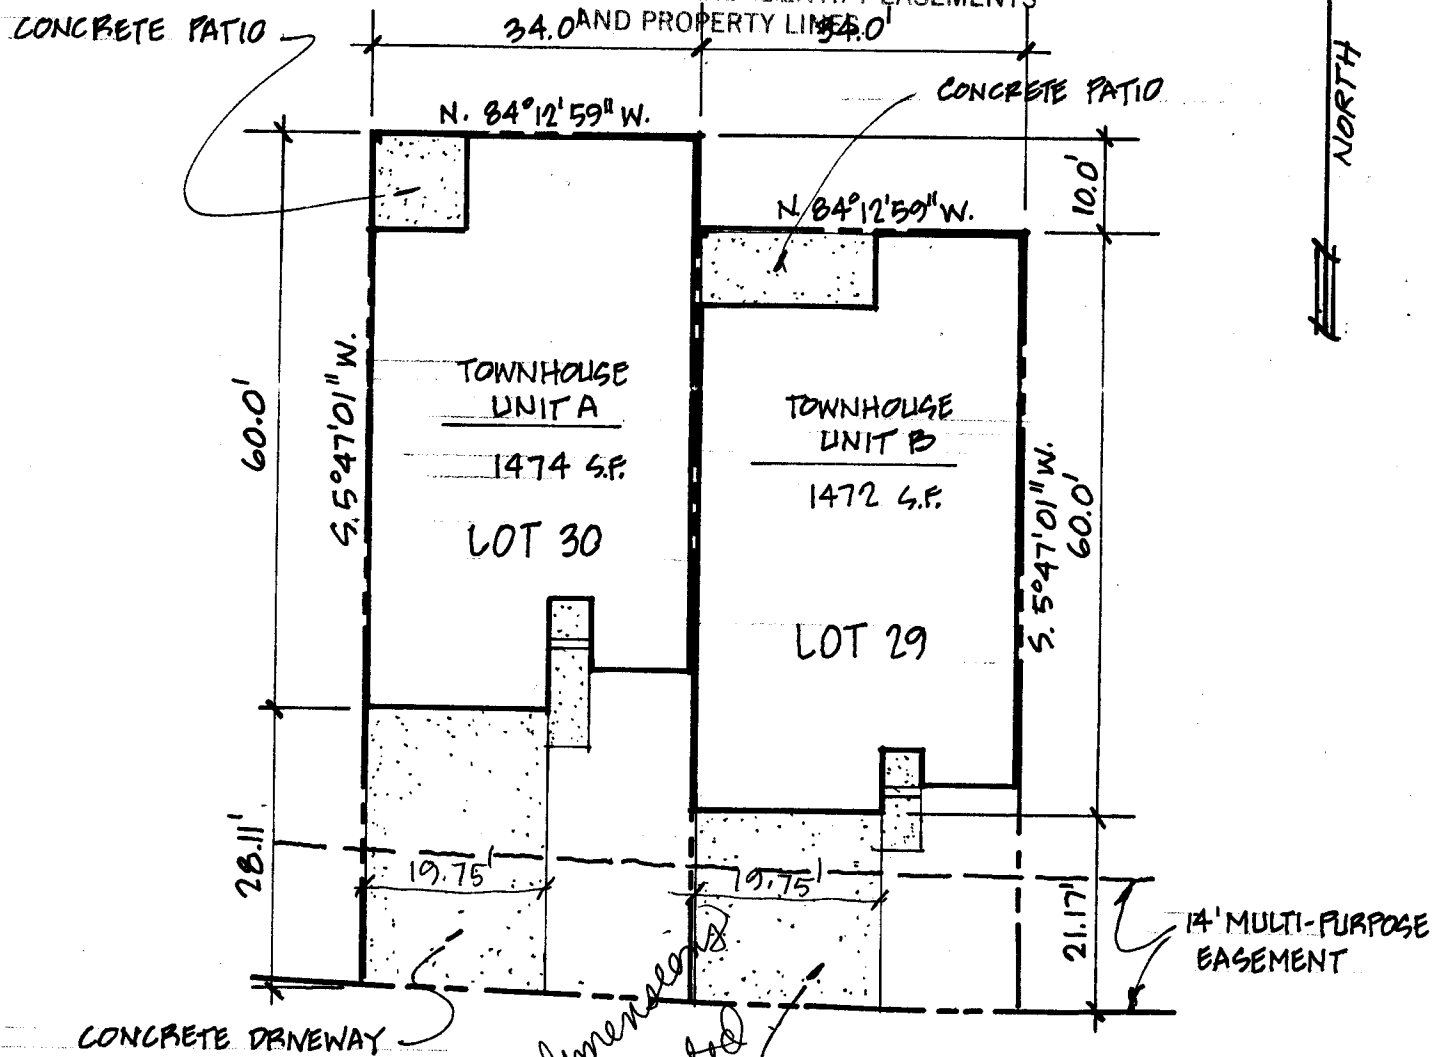 EASEMENTS
CONCRETE PATIO
AND PROPERTY LINES
34.0'
34.0'
NORTH
CONCRETE PATIO
N. 84°12'59" W.
10.0'
N. 84°12'59" W.
TOWNHOUSE
UNIT A
1474 S.F.
LOT 30
60.0'
S. 5°47'01" W.
TOWNHOUSE
UNIT B
1472 S.F.
LOT 29
S. 5°47'01" W.
60.0'
28.11'
19.75'
19.75'
21.17'
14' MULTI-PURPOSE
EASEMENT
dimensions
CONCRETE DRIVEWAY